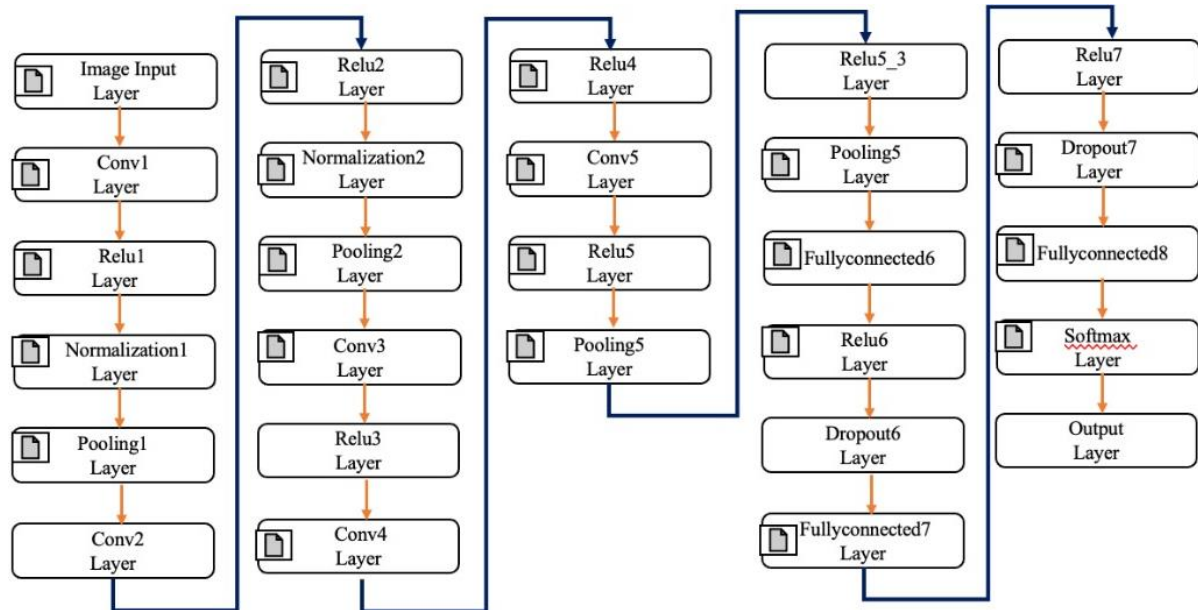 Image Input
Layer
Conv1
Layer
Relu1
Layer
Normalization1
Layer
Pooling1
Layer
Conv2
Layer
Relu2
Layer
Normalization2
Layer
Pooling2
Layer
Conv3
Layer
Relu3
Layer
Conv4
Layer
Relu4
Layer
Conv5
Layer
Relu5
Layer
Pooling5
Layer
Relu5_3
Layer
Pooling5
Layer
Fullyconnected6
Relu6
Layer
Dropout6
Layer
Fullyconnected7
Layer
Relu7
Layer
Dropout7
Layer
Fullyconnected8
Softmax
Layer
Output
Layer